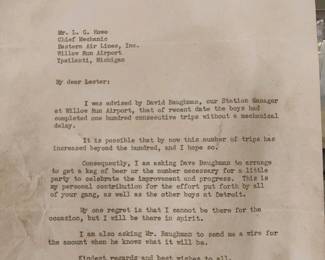 Mr. L. G. Rowe
Chief Mechanic
Eastern Air Lines, Inc.
Willow Run Airport
Ypsilanti, Michigan
My dear Lester:
I was advised by David Baughman, our Station Manager
at Willow Run Airport, that of recent date the boys had
completed one hundred consecutive trips without a mechanical
delay.
It is possible that by now this number of trips has
increased beyond the hundred, and I hope so.
Consequently, I am asking Dave Baughman to arrange
to get a keg of beer or the number necessary for a little
party to celebrate the improvement and progress. This is
my personal contribution for the effort put forth by all
of your gang, as well as the other boys at Detroit.
My one regret is that I cannot be there for the
occasion, but I will be there in spirit.
I am also asking Mr. Baughman to send me a wire for
the amount when he knows what it will be.
Kindest regards and best wishes to all.